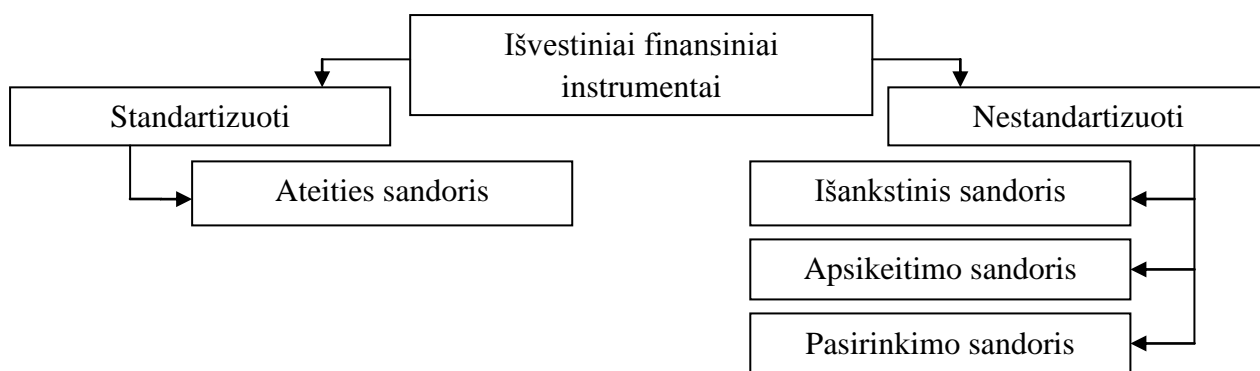 Išvestiniai finansiniai
instrumentai
Standartizuoti
Nestandartizuoti
Ateities sandoris
Išankstinis sandoris
Apsikeitimo sandoris
Pasirinkimo sandoris